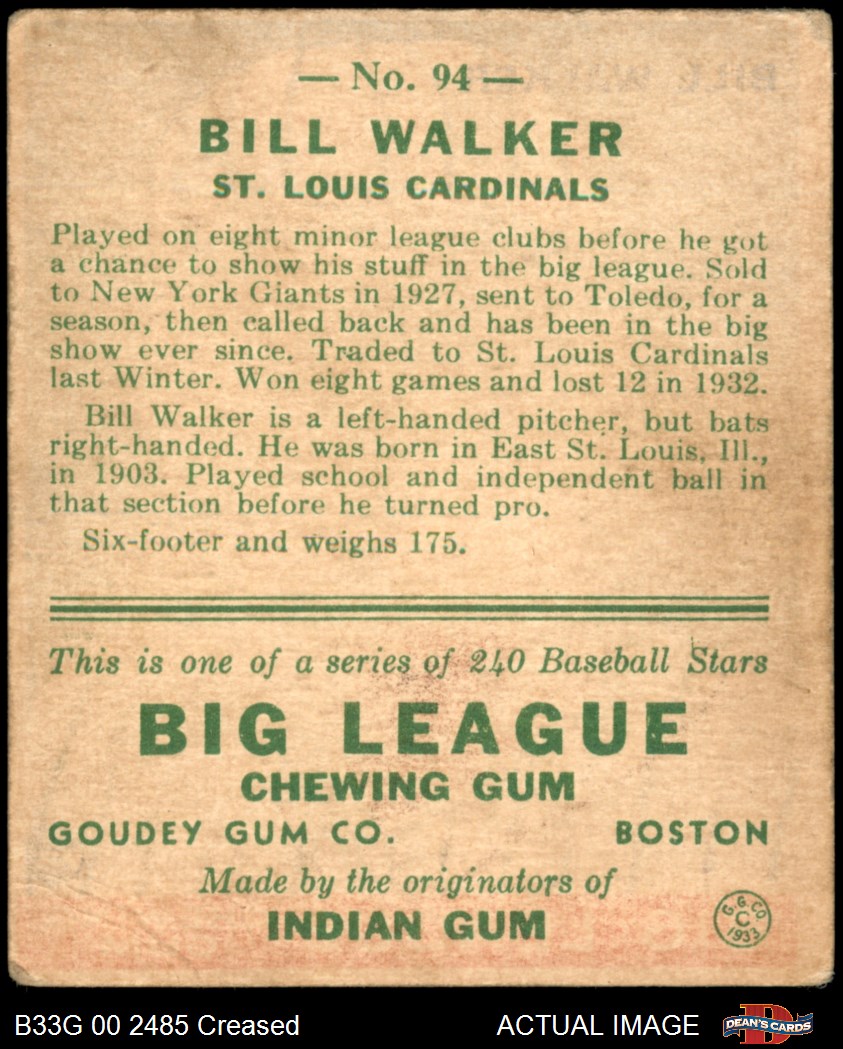 — No. 94 —
BILL WALKER
ST. LOUIS CARDINALS
Played on eight minor league clubs before he got
a chance to show his stuff in the big league. Sold
to New York Giants in 1927, sent to Toledo, for a
season, then called back and has been in the big
show ever since. Traded to St. Louis Cardinals
last Winter. Won eight games and lost 12 in 1932.
Bill Walker is a left-handed pitcher, but bats
right-handed. He was born in East St. Louis, Ill.,
in 1903. Played school and independent ball in
that section before he turned pro.
Six-footer and weighs 175.
This is one of a series of 240 Baseball Stars
BIG LEAGUE
CHEWING GUM
GOUDEY GUM CO. BOSTON
Made by the originators of
INDIAN GUM
G. G. CO.
C
1933
B33G 00 2485 Creased ACTUAL IMAGE
DEAN'S CARDS